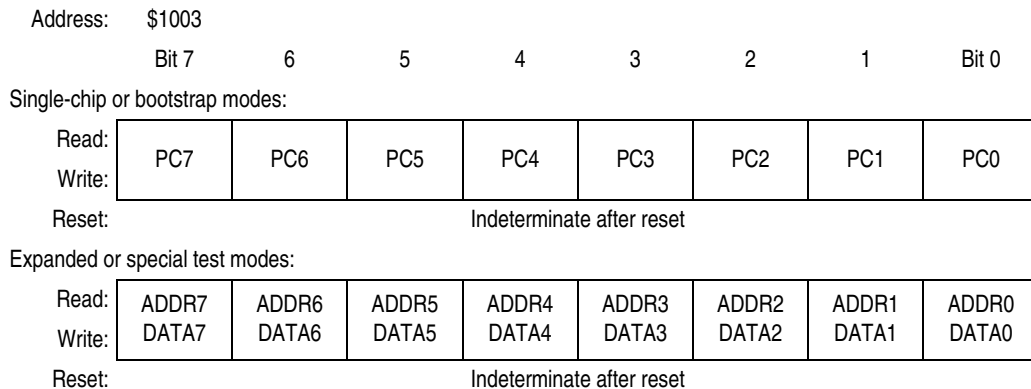 Address: $1003
Bit 7 6 5 4 3 2 1 Bit 0
Single-chip or bootstrap modes:
Read:
PC7 PC6 PC5 PC4 PC3 PC2 PC1 PC0
Write:
Reset: Indeterminate after reset
Expanded or special test modes:
Read: ADDR7 ADDR6 ADDR5 ADDR4 ADDR3 ADDR2 ADDR1 ADDR0
Write: DATA7 DATA6 DATA5 DATA4 DATA3 DATA2 DATA1 DATA0
Reset: Indeterminate after reset